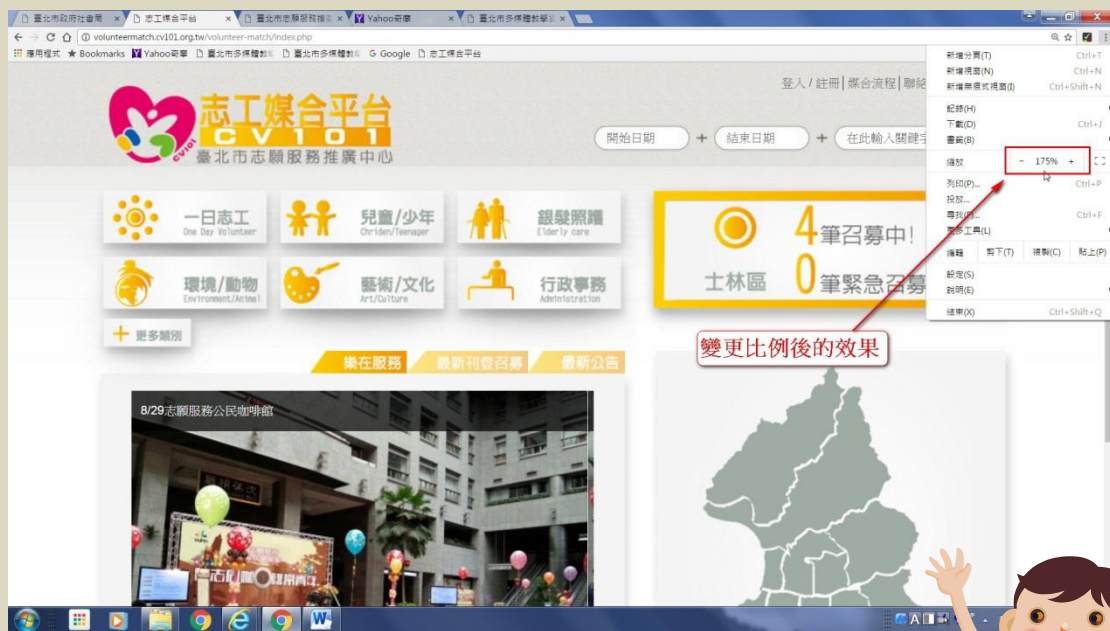 臺北市政府社會局
志工媒合平台
臺北市志願服務推
Yahoo奇摩
臺北市多媒體教學
volunteermatch.cv101.org.tw/volunteer-match/index.php
應用程式 Bookmarks Yahoo奇摩 臺北市多媒體教 臺北市多媒體教 Google 志工媒合平台
志工媒合平台
CV101
臺北市志願服務推廣中心
登入 / 註冊 | 媒合流程 | 聯絡
開始日期 + 結束日期 + 在此輸入關鍵字
新增分頁(T) Ctrl+T
新增視窗(N) Ctrl+N
新增無痕式視窗(I) Ctrl+Shift+N
紀錄(H)
下載(D) Ctrl+J
書籤(B)
縮放 - 175% +
列印(P)... Ctrl+P
投放...
尋找(F)... Ctrl+F
更多工具(L)
編輯 剪下(T) 複製(C) 貼上(P)
設定(S)
說明(E)
結束(X) Ctrl+Shift+Q
一日志工
One Day Volunteer
兒童/少年
Chriden/Teenager
銀髮照護
Elderly care
環境/動物
Environment/Animal
藝術/文化
Art/Culture
行政事務
Administration
+ 更多類別
4筆召募中!
士林區 0筆緊急召募
變更比例後的效果
樂在服務 最新刊登召募 最新公告
8/29志願服務公民咖啡館